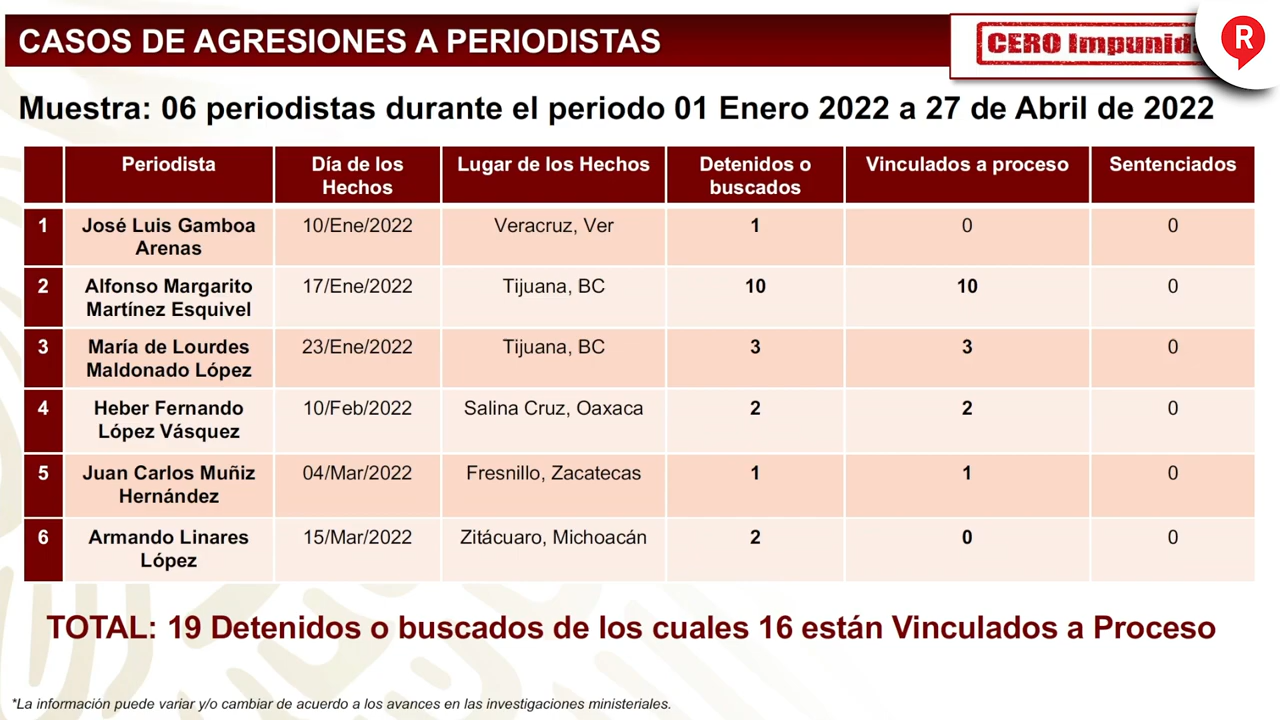 CASOS DE AGRESIONES A PERIODISTAS
CERO Impunid
R
Muestra: 06 periodistas durante el periodo 01 Enero 2022 a 27 de Abril de 2022
Periodista Día de los Hechos Lugar de los Hechos Detenidos o buscados Vinculados a proceso Sentenciados
1 José Luis Gamboa Arenas 10/Ene/2022 Veracruz, Ver 1 0 0
2 Alfonso Margarito Martínez Esquivel 17/Ene/2022 Tijuana, BC 10 10 0
3 María de Lourdes Maldonado López 23/Ene/2022 Tijuana, BC 3 3 0
4 Heber Fernando López Vásquez 10/Feb/2022 Salina Cruz, Oaxaca 2 2 0
5 Juan Carlos Muñiz Hernández 04/Mar/2022 Fresnillo, Zacatecas 1 1 0
6 Armando Linares López 15/Mar/2022 Zitácuaro, Michoacán 2 0 0
TOTAL: 19 Detenidos o buscados de los cuales 16 están Vinculados a Proceso
*La información puede variar y/o cambiar de acuerdo a los avances en las investigaciones ministeriales.